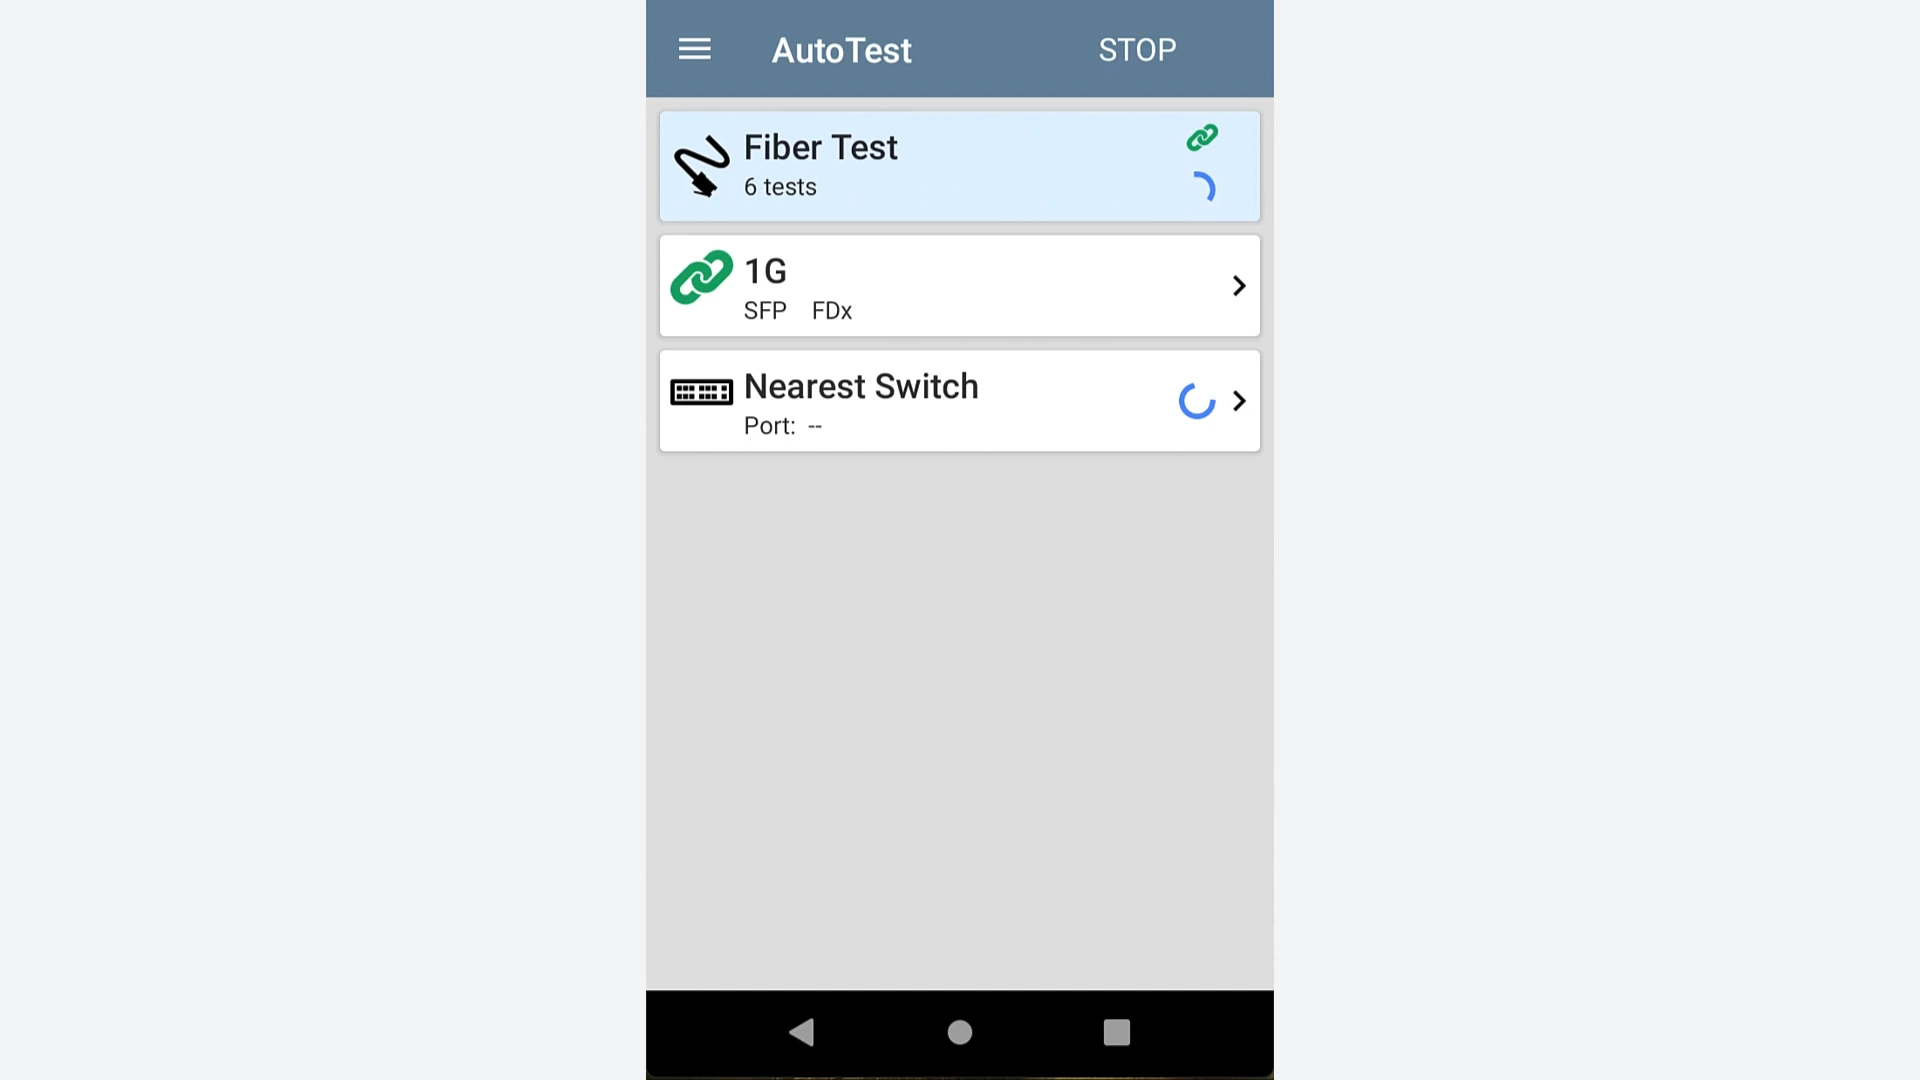 AutoTest STOP
Fiber Test
6 tests
1G
SFP FDx
Nearest Switch
Port: --